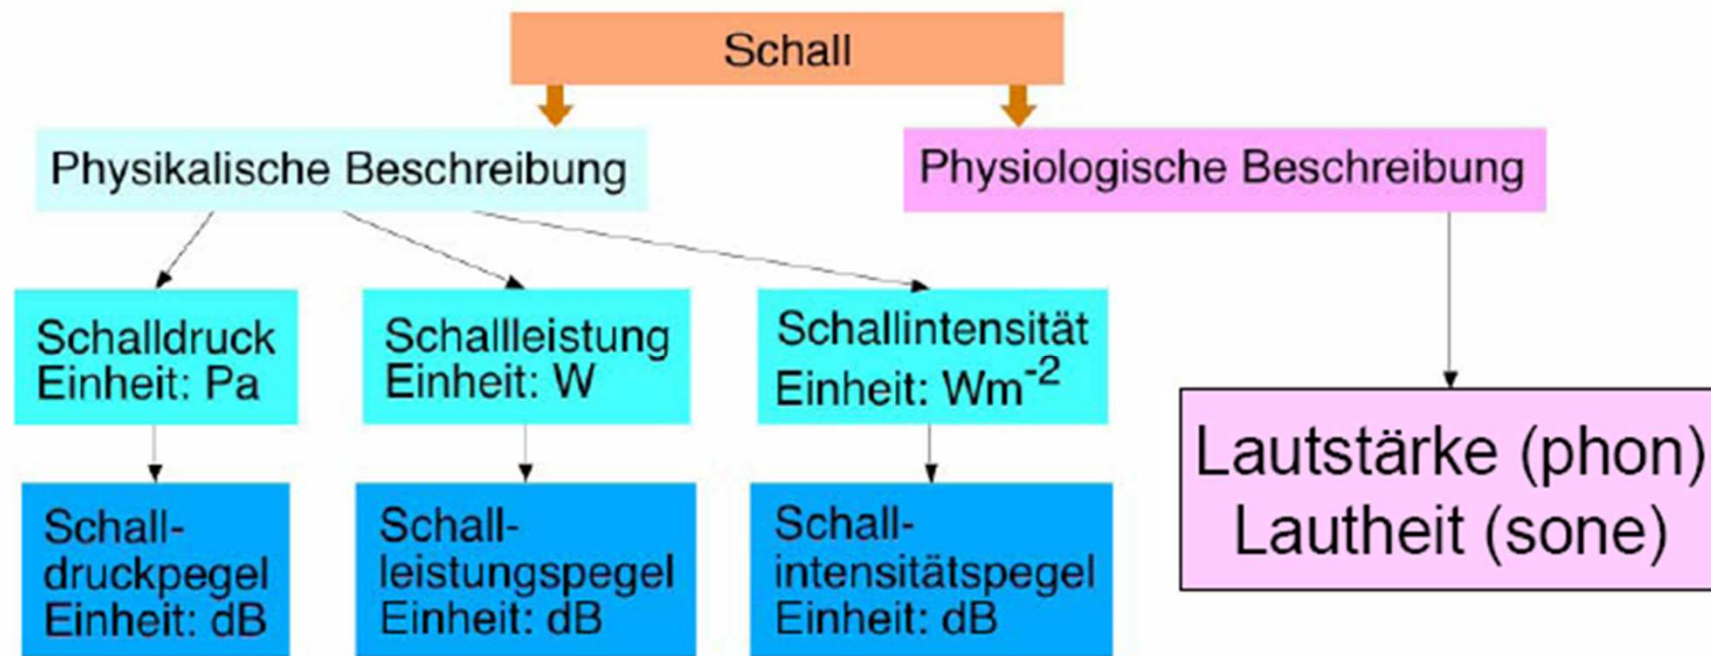 Schall
Physikalische Beschreibung
Physiologische Beschreibung
Schalldruck
Einheit: Pa
Schallleistung
Einheit: W
Schallintensität
Einheit: Wm⁻²
Lautstärke (phon)
Lautheit (sone)
Schall-
druckpegel
Einheit: dB
Schall-
leistungspegel
Einheit: dB
Schall-
intensitätspegel
Einheit: dB